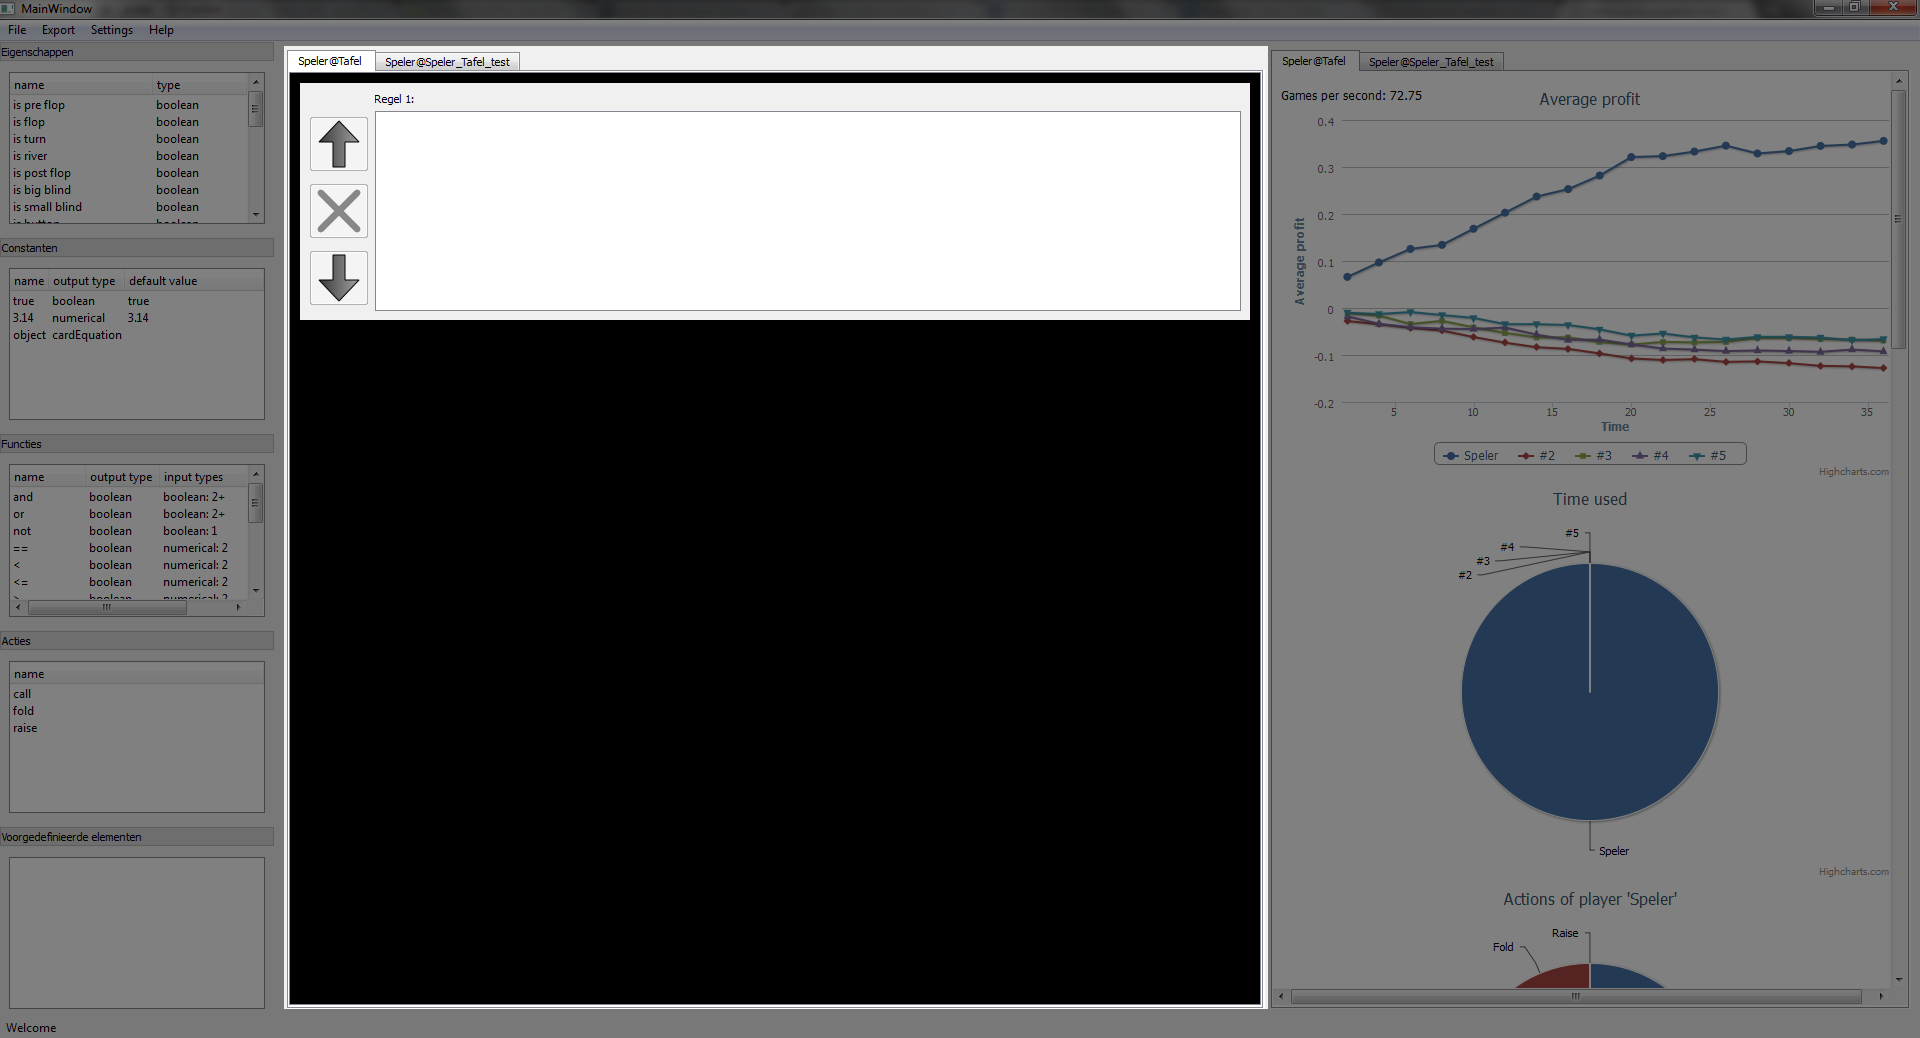 MainWindow
File Export Settings Help
Eigenschappen
name type
is pre flop boolean
is flop boolean
is turn boolean
is river boolean
is post flop boolean
is big blind boolean
is small blind boolean
is button boolean
Constanten
name output type default value
true boolean true
3.14 numerical 3.14
object cardEquation
Functies
name output type input types
and boolean boolean: 2+
or boolean boolean: 2+
not boolean boolean: 1
== boolean numerical: 2
< boolean numerical: 2
<= boolean numerical: 2
> boolean numerical: 2
Acties
name
call
fold
raise
Voorgedefinieerde elementen
Welcome
Speler@Tafel Speler@Speler_Tafel_test
Regel 1:
Speler@Tafel Speler@Speler_Tafel_test
Games per second: 72.75
Average profit
0.4
0.3
0.2
0.1
0
-0.1
-0.2
Average profit
5 10 15 20 25 30 35
Time
Speler #2 #3 #4 #5
Highcharts.com
Time used
#5
#4
#3
#2
Speler
Highcharts.com
Actions of player 'Speler'
Raise
Fold